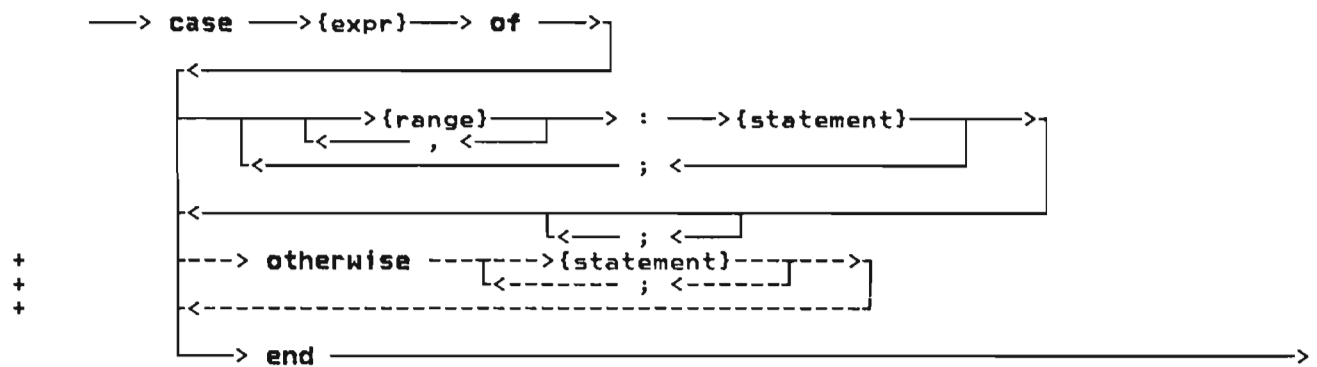 case {expr} of
{range} : {statement}
,
;
;
+ otherwise {statement}
+ ;
+
end